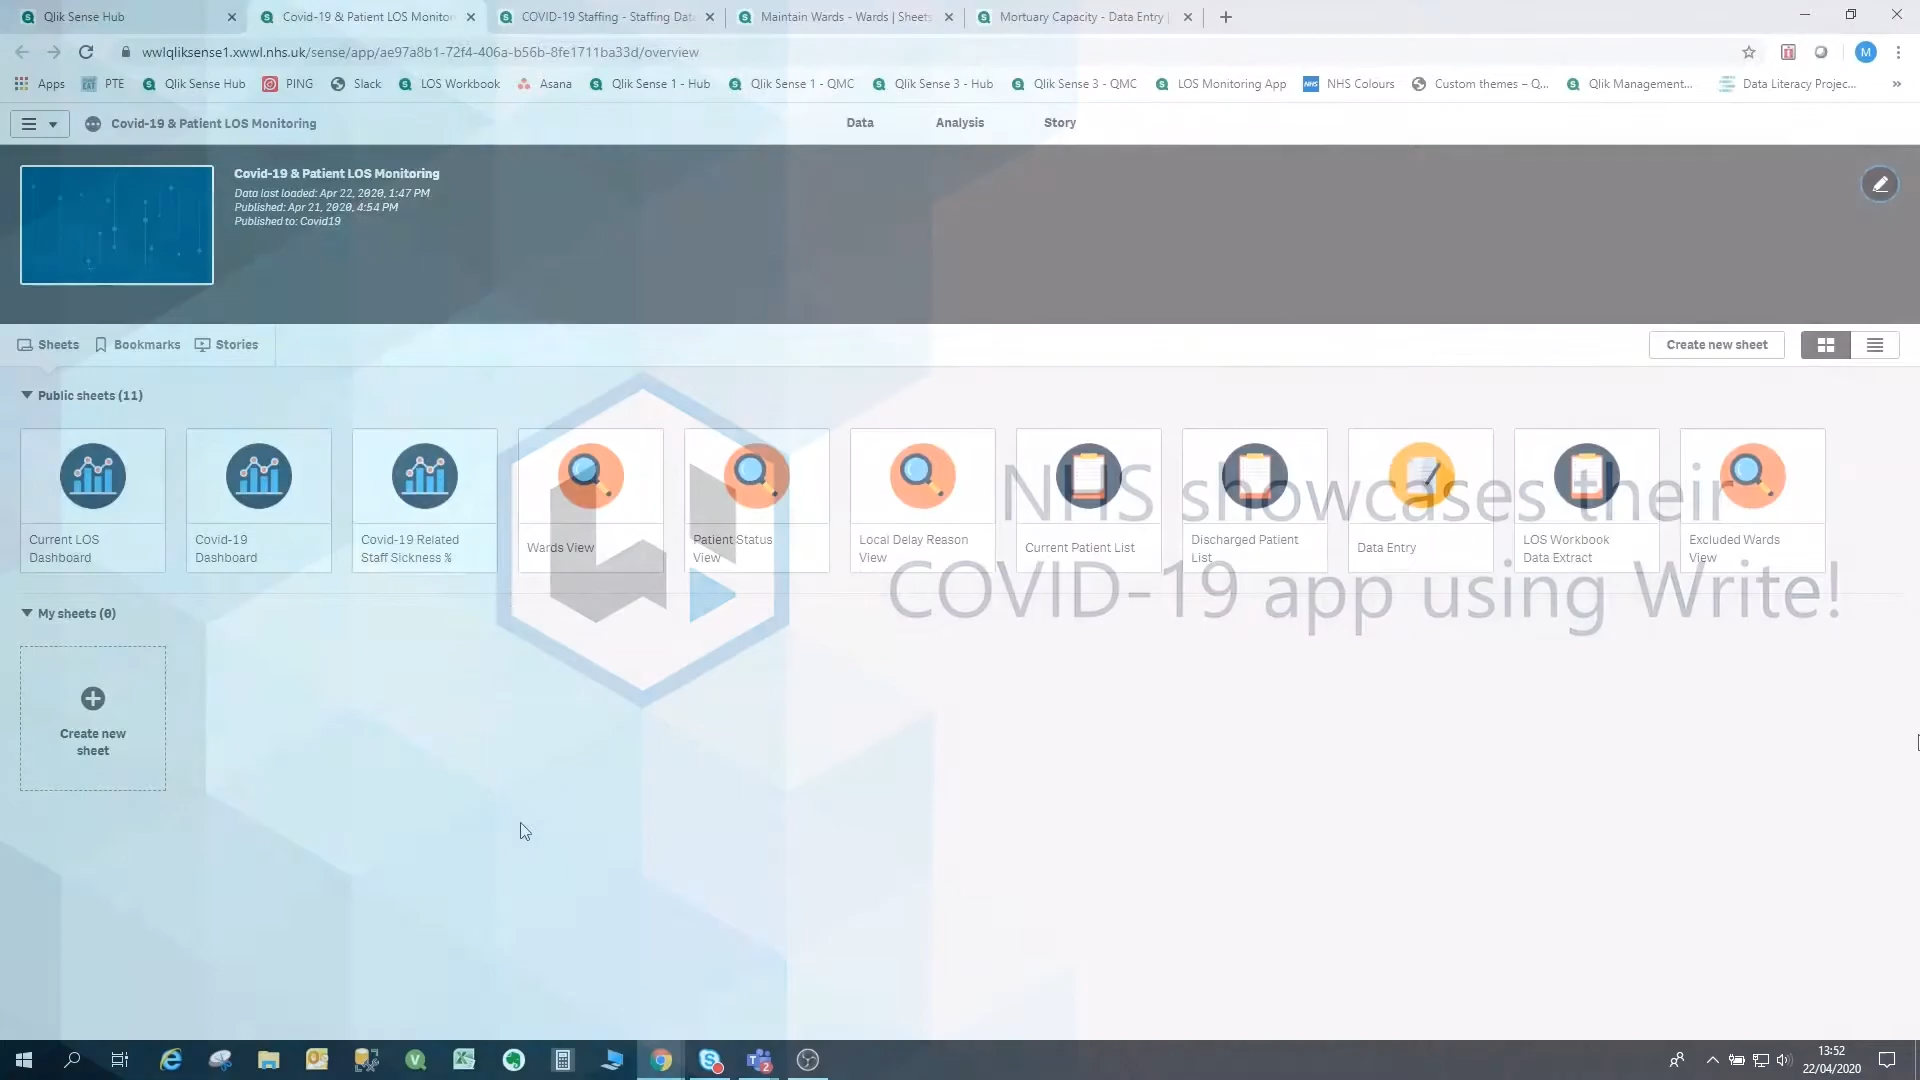 Qlik Sense Hub
Covid-19 & Patient LOS Monitor
COVID-19 Staffing - Staffing Dat
Maintain Wards - Wards | Sheets
Mortuary Capacity - Data Entry |
wwlqliksense1.xwwl.nhs.uk/sense/app/ae97a8b1-72f4-406a-b56b-8fe1711ba33d/overview
M
Apps
EAT PTE
Qlik Sense Hub
PING
Slack
LOS Workbook
Asana
Qlik Sense 1 - Hub
Qlik Sense 1 - QMC
Qlik Sense 3 - Hub
Qlik Sense 3 - QMC
LOS Monitoring App
NHS NHS Colours
Custom themes – Q...
Qlik Management...
Data Literacy Projec...
»
Covid-19 & Patient LOS Monitoring
Data
Analysis
Story
Covid-19 & Patient LOS Monitoring
Data last loaded: Apr 22, 2020, 1:47 PM
Published: Apr 21, 2020, 4:54 PM
Published to: Covid19
Sheets
Bookmarks
Stories
Create new sheet
Public sheets (11)
Current LOS
Dashboard
Covid-19
Dashboard
Covid-19 Related
Staff Sickness %
Wards View
Patient Status
View
Local Delay Reason
View
Current Patient List
Discharged Patient
List
Data Entry
LOS Workbook
Data Extract
Excluded Wards
View
NHS showcases their
COVID-19 app using Write!
My sheets (0)
Create new
sheet
13:52
22/04/2020